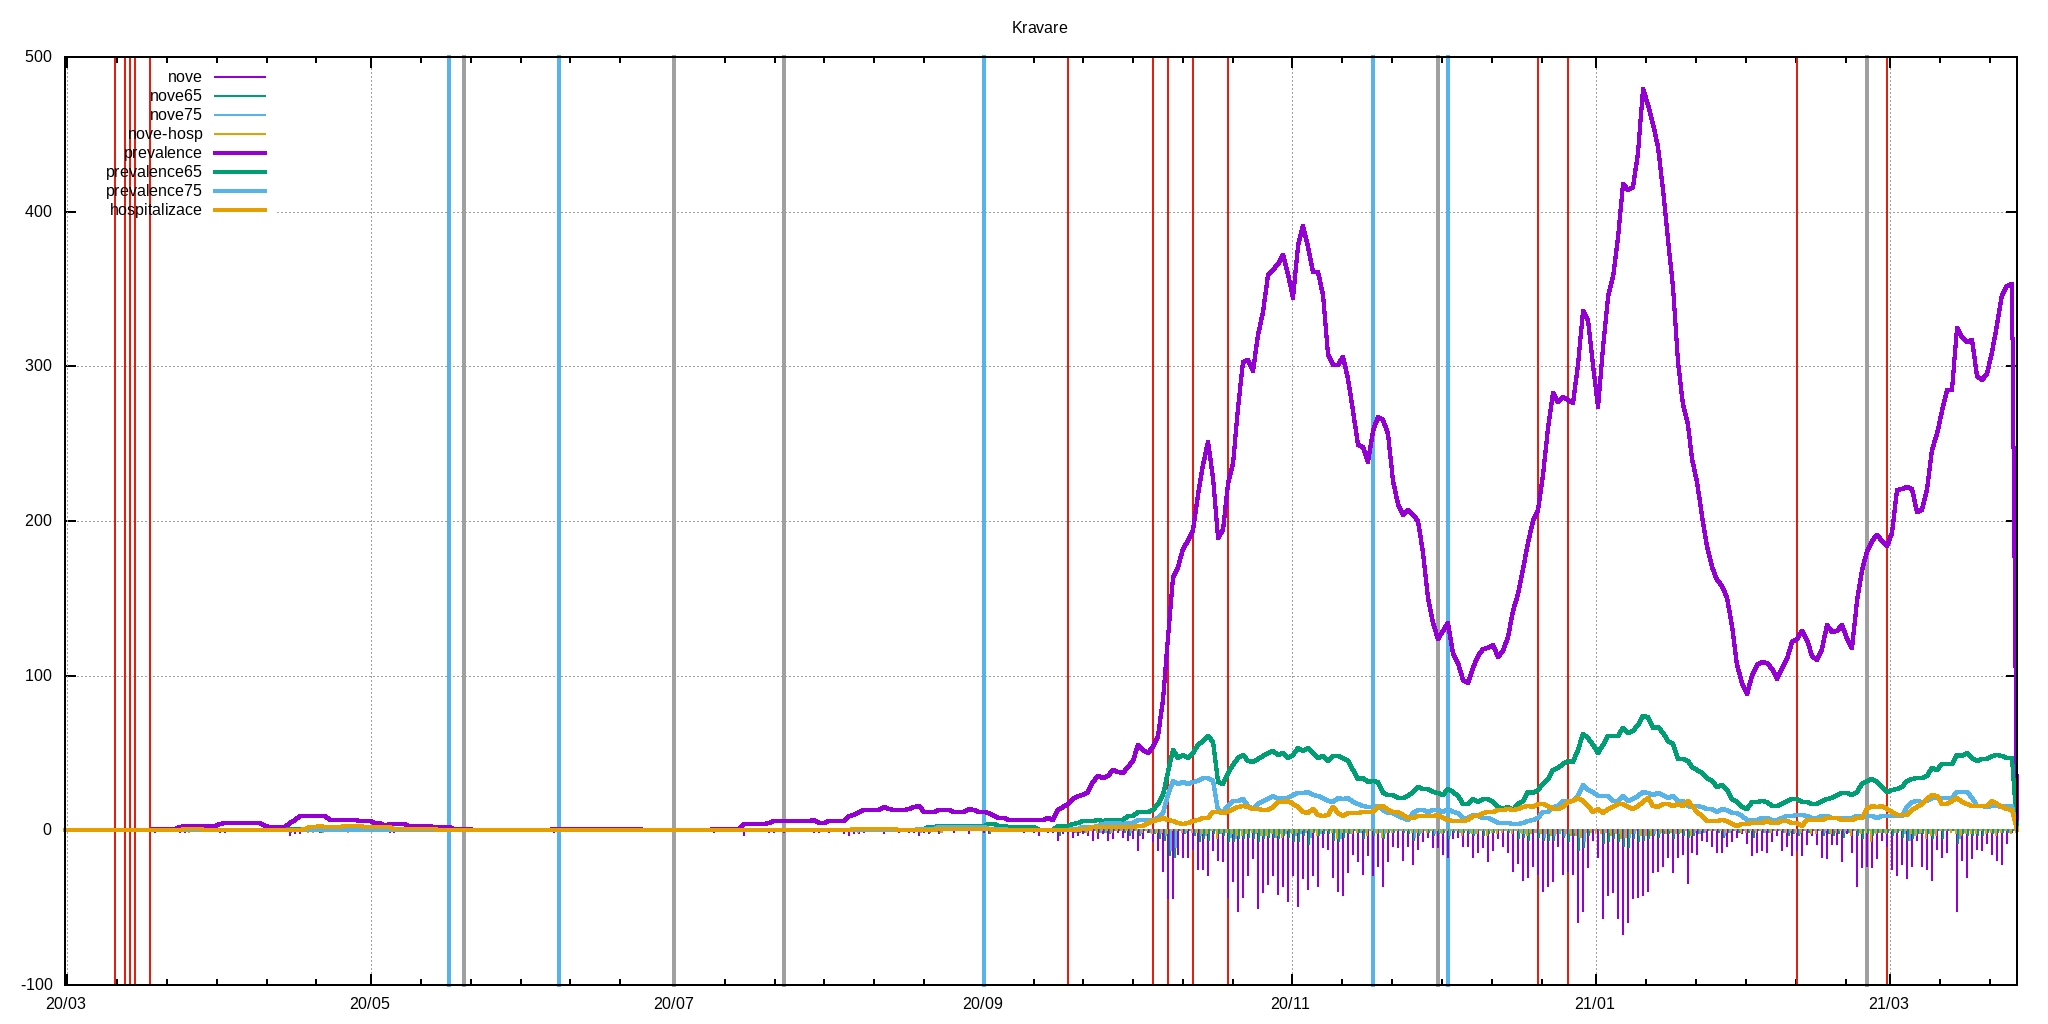 Kravare
500
400
300
200
100
0
-100
nove
nove65
nove75
nove-hosp
prevalence
prevalence65
prevalence75
hospitalizace
20/03 20/05 20/07 20/09 20/11 21/01 21/03